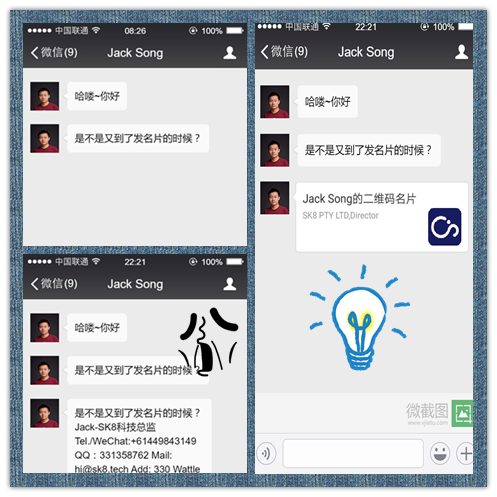 中国联通 08:26 100%
微信(9) Jack Song
哈喽~你好
是不是又到了发名片的时候？
中国联通 22:21 100%
微信(9) Jack Song
哈喽~你好
是不是又到了发名片的时候？
是不是又到了发名片的时候？
Jack-SK8科技总监
Tel./WeChat:+61449843149
QQ：331358762 Mail:
hi@sk8.tech Add: 330 Wattle
中国联通 22:21 100%
微信(9) Jack Song
哈喽~你好
是不是又到了发名片的时候？
Jack Song的二维码名片
SK8 PTY LTD,Director
微截图